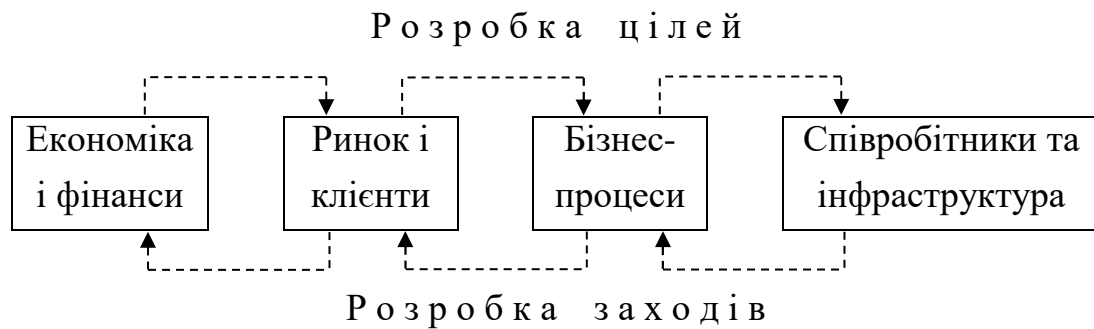 Розробка цілей
Економіка
і фінанси
Ринок і
клієнти
Бізнес-
процеси
Співробітники та
інфраструктура
Розробка заходів